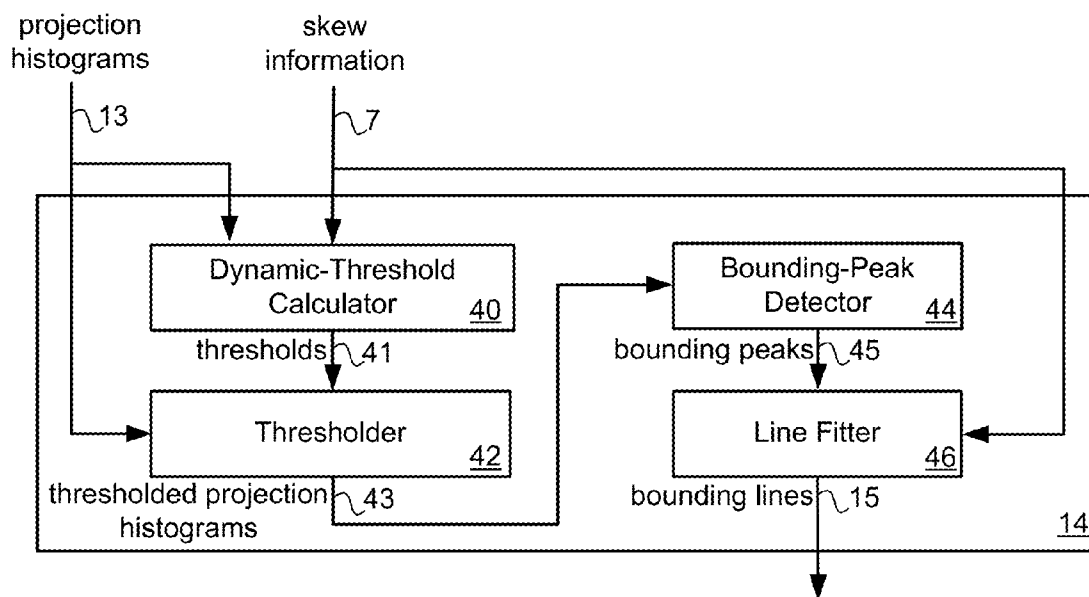 projection
histograms
skew
information
13
7
Dynamic-Threshold
Calculator
40
Bounding-Peak
Detector
44
thresholds
41
bounding peaks
45
Thresholder
42
Line Fitter
46
thresholded projection
histograms
43
bounding lines
15
14